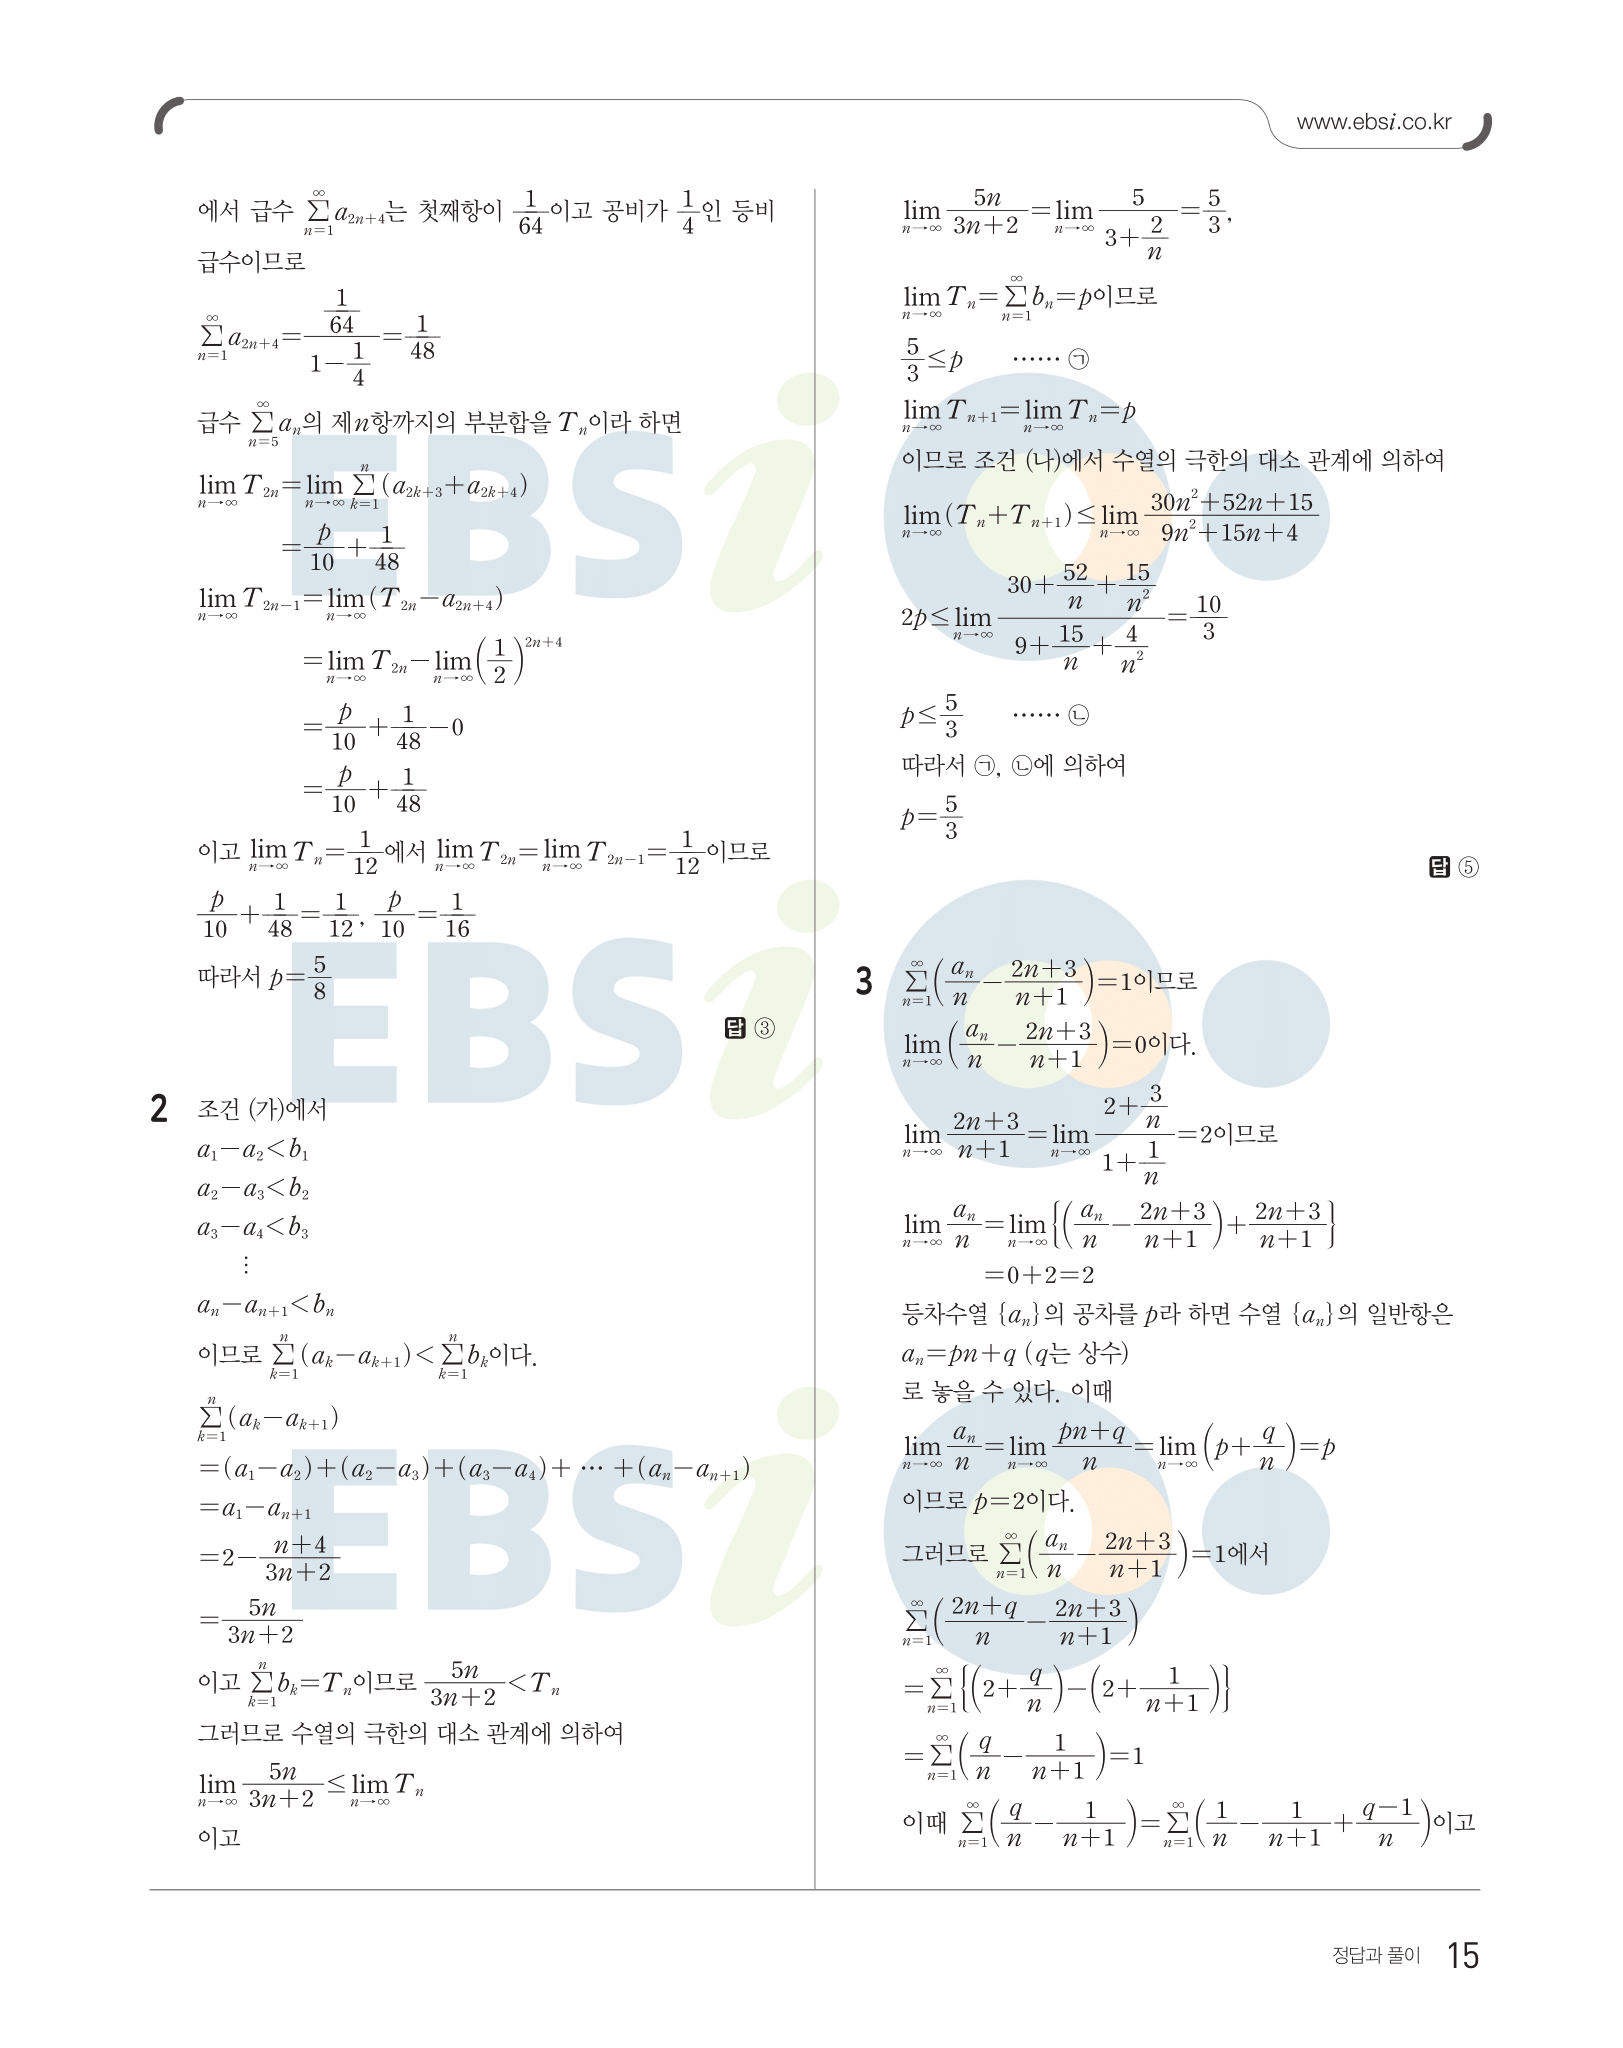 www.ebsi.co.kr
에서 급수 $\sum_{n=1}^{\infty} a_{2n+4}$는 첫째항이 $\frac{1}{64}$이고 공비가 $\frac{1}{4}$인 등비
급수이므로
$\sum_{n=1}^{\infty} a_{2n+4}=\frac{\frac{1}{64}}{1-\frac{1}{4}}=\frac{1}{48}$
급수 $\sum_{n=5}^{\infty} a_n$의 제$n$항까지의 부분합을 $T_n$이라 하면
$\lim_{n\to\infty} T_{2n}=\lim_{n\to\infty}\sum_{k=1}^{n}(a_{2k+3}+a_{2k+4})$
$=\frac{p}{10}+\frac{1}{48}$
$\lim_{n\to\infty} T_{2n-1}=\lim_{n\to\infty}(T_{2n}-a_{2n+4})$
$=\lim_{n\to\infty} T_{2n}-\lim_{n\to\infty}\left(\frac{1}{2}\right)^{2n+4}$
$=\frac{p}{10}+\frac{1}{48}-0$
$=\frac{p}{10}+\frac{1}{48}$
이고 $\lim_{n\to\infty} T_n=\frac{1}{12}$에서 $\lim_{n\to\infty} T_{2n}=\lim_{n\to\infty} T_{2n-1}=\frac{1}{12}$이므로
$\frac{p}{10}+\frac{1}{48}=\frac{1}{12}$, $\frac{p}{10}=\frac{1}{16}$
따라서 $p=\frac{5}{8}$
답 ③
2 조건 (가)에서
$a_1-a_2<b_1$
$a_2-a_3<b_2$
$a_3-a_4<b_3$
⋮
$a_n-a_{n+1}<b_n$
이므로 $\sum_{k=1}^{n}(a_k-a_{k+1})<\sum_{k=1}^{n} b_k$이다.
$\sum_{k=1}^{n}(a_k-a_{k+1})$
$=(a_1-a_2)+(a_2-a_3)+(a_3-a_4)+\cdots+(a_n-a_{n+1})$
$=a_1-a_{n+1}$
$=2-\frac{n+4}{3n+2}$
$=\frac{5n}{3n+2}$
이고 $\sum_{k=1}^{n} b_k=T_n$이므로 $\frac{5n}{3n+2}<T_n$
그러므로 수열의 극한의 대소 관계에 의하여
$\lim_{n\to\infty}\frac{5n}{3n+2}\leq\lim_{n\to\infty} T_n$
이고
$\lim_{n\to\infty}\frac{5n}{3n+2}=\lim_{n\to\infty}\frac{5}{3+\frac{2}{n}}=\frac{5}{3}$,
$\lim_{n\to\infty} T_n=\sum_{n=1}^{\infty} b_n=p$이므로
$\frac{5}{3}\leq p$ …… ㉠
$\lim_{n\to\infty} T_{n+1}=\lim_{n\to\infty} T_n=p$
이므로 조건 (나)에서 수열의 극한의 대소 관계에 의하여
$\lim_{n\to\infty}(T_n+T_{n+1})\leq\lim_{n\to\infty}\frac{30n^2+52n+15}{9n^2+15n+4}$
$2p\leq\lim_{n\to\infty}\frac{30+\frac{52}{n}+\frac{15}{n^2}}{9+\frac{15}{n}+\frac{4}{n^2}}=\frac{10}{3}$
$p\leq\frac{5}{3}$ …… ㉡
따라서 ㉠, ㉡에 의하여
$p=\frac{5}{3}$
답 ⑤
3 $\sum_{n=1}^{\infty}\left(\frac{a_n}{n}-\frac{2n+3}{n+1}\right)=1$이므로
$\lim_{n\to\infty}\left(\frac{a_n}{n}-\frac{2n+3}{n+1}\right)=0$이다.
$\lim_{n\to\infty}\frac{2n+3}{n+1}=\lim_{n\to\infty}\frac{2+\frac{3}{n}}{1+\frac{1}{n}}=2$이므로
$\lim_{n\to\infty}\frac{a_n}{n}=\lim_{n\to\infty}\left\{\left(\frac{a_n}{n}-\frac{2n+3}{n+1}\right)+\frac{2n+3}{n+1}\right\}$
$=0+2=2$
등차수열 $\{a_n\}$의 공차를 $p$라 하면 수열 $\{a_n\}$의 일반항은
$a_n=pn+q$ ($q$는 상수)
로 놓을 수 있다. 이때
$\lim_{n\to\infty}\frac{a_n}{n}=\lim_{n\to\infty}\frac{pn+q}{n}=\lim_{n\to\infty}\left(p+\frac{q}{n}\right)=p$
이므로 $p=2$이다.
그러므로 $\sum_{n=1}^{\infty}\left(\frac{a_n}{n}-\frac{2n+3}{n+1}\right)=1$에서
$\sum_{n=1}^{\infty}\left(\frac{2n+q}{n}-\frac{2n+3}{n+1}\right)$
$=\sum_{n=1}^{\infty}\left\{\left(2+\frac{q}{n}\right)-\left(2+\frac{1}{n+1}\right)\right\}$
$=\sum_{n=1}^{\infty}\left(\frac{q}{n}-\frac{1}{n+1}\right)=1$
이때 $\sum_{n=1}^{\infty}\left(\frac{q}{n}-\frac{1}{n+1}\right)=\sum_{n=1}^{\infty}\left(\frac{1}{n}-\frac{1}{n+1}+\frac{q-1}{n}\right)$이고
정답과 풀이 15
EBSi
EBSi
EBSi